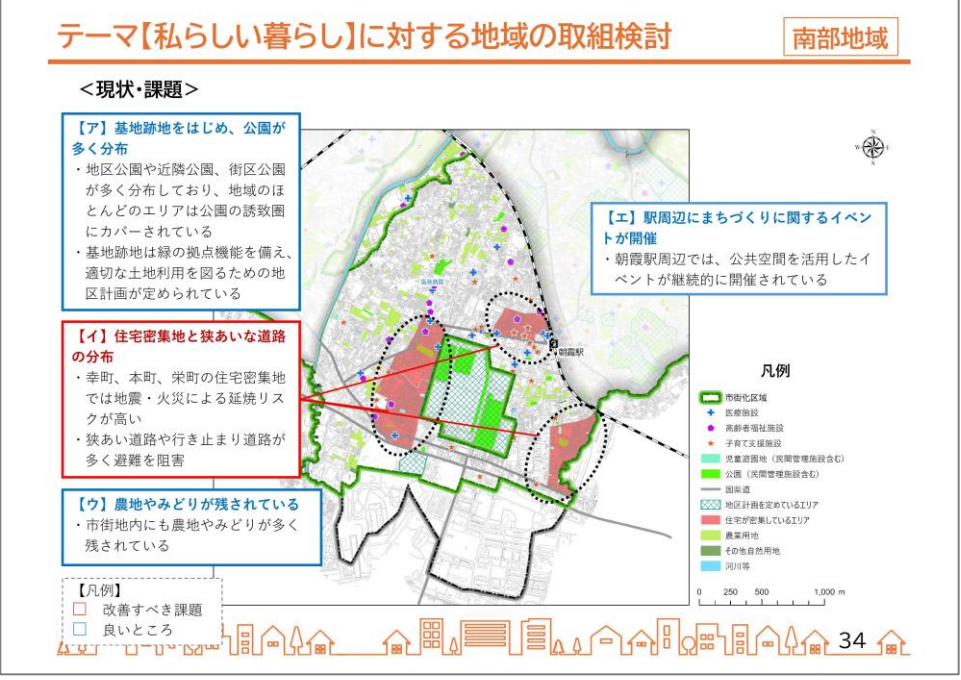 テーマ【私らしい暮らし】に対する地域の取組検討
南部地域
＜現状・課題＞
【ア】基地跡地をはじめ、公園が
多く分布
・地区公園や近隣公園、街区公園
が多く分布しており、地域のほ
とんどのエリアは公園の誘致圏
にカバーされている
・基地跡地は緑の拠点機能を備え、
適切な土地利用を図るための地
区計画が定められている
【イ】住宅密集地と狭あいな道路
の分布
・幸町、本町、栄町の住宅密集地
では地震・火災による延焼リス
クが高い
・狭あい道路や行き止まり道路が
多く避難を阻害
【ウ】農地やみどりが残されている
・市街地内にも農地やみどりが多く
残されている
【凡例】
改善すべき課題
良いところ
N
W E
S
【エ】駅周辺にまちづくりに関するイベン
トが開催
・朝霞駅周辺では、公共空間を活用したイ
ベントが継続的に開催されている
朝霞駅
凡例
市街化区域
医療施設
高齢者福祉施設
子育て支援施設
児童遊園地（民間管理施設含む）
公園（民間管理施設含む）
国県道
地区計画を定めているエリア
住宅が密集しているエリア
農業用地
その他自然用地
河川等
0 250 500 1,000 m
34